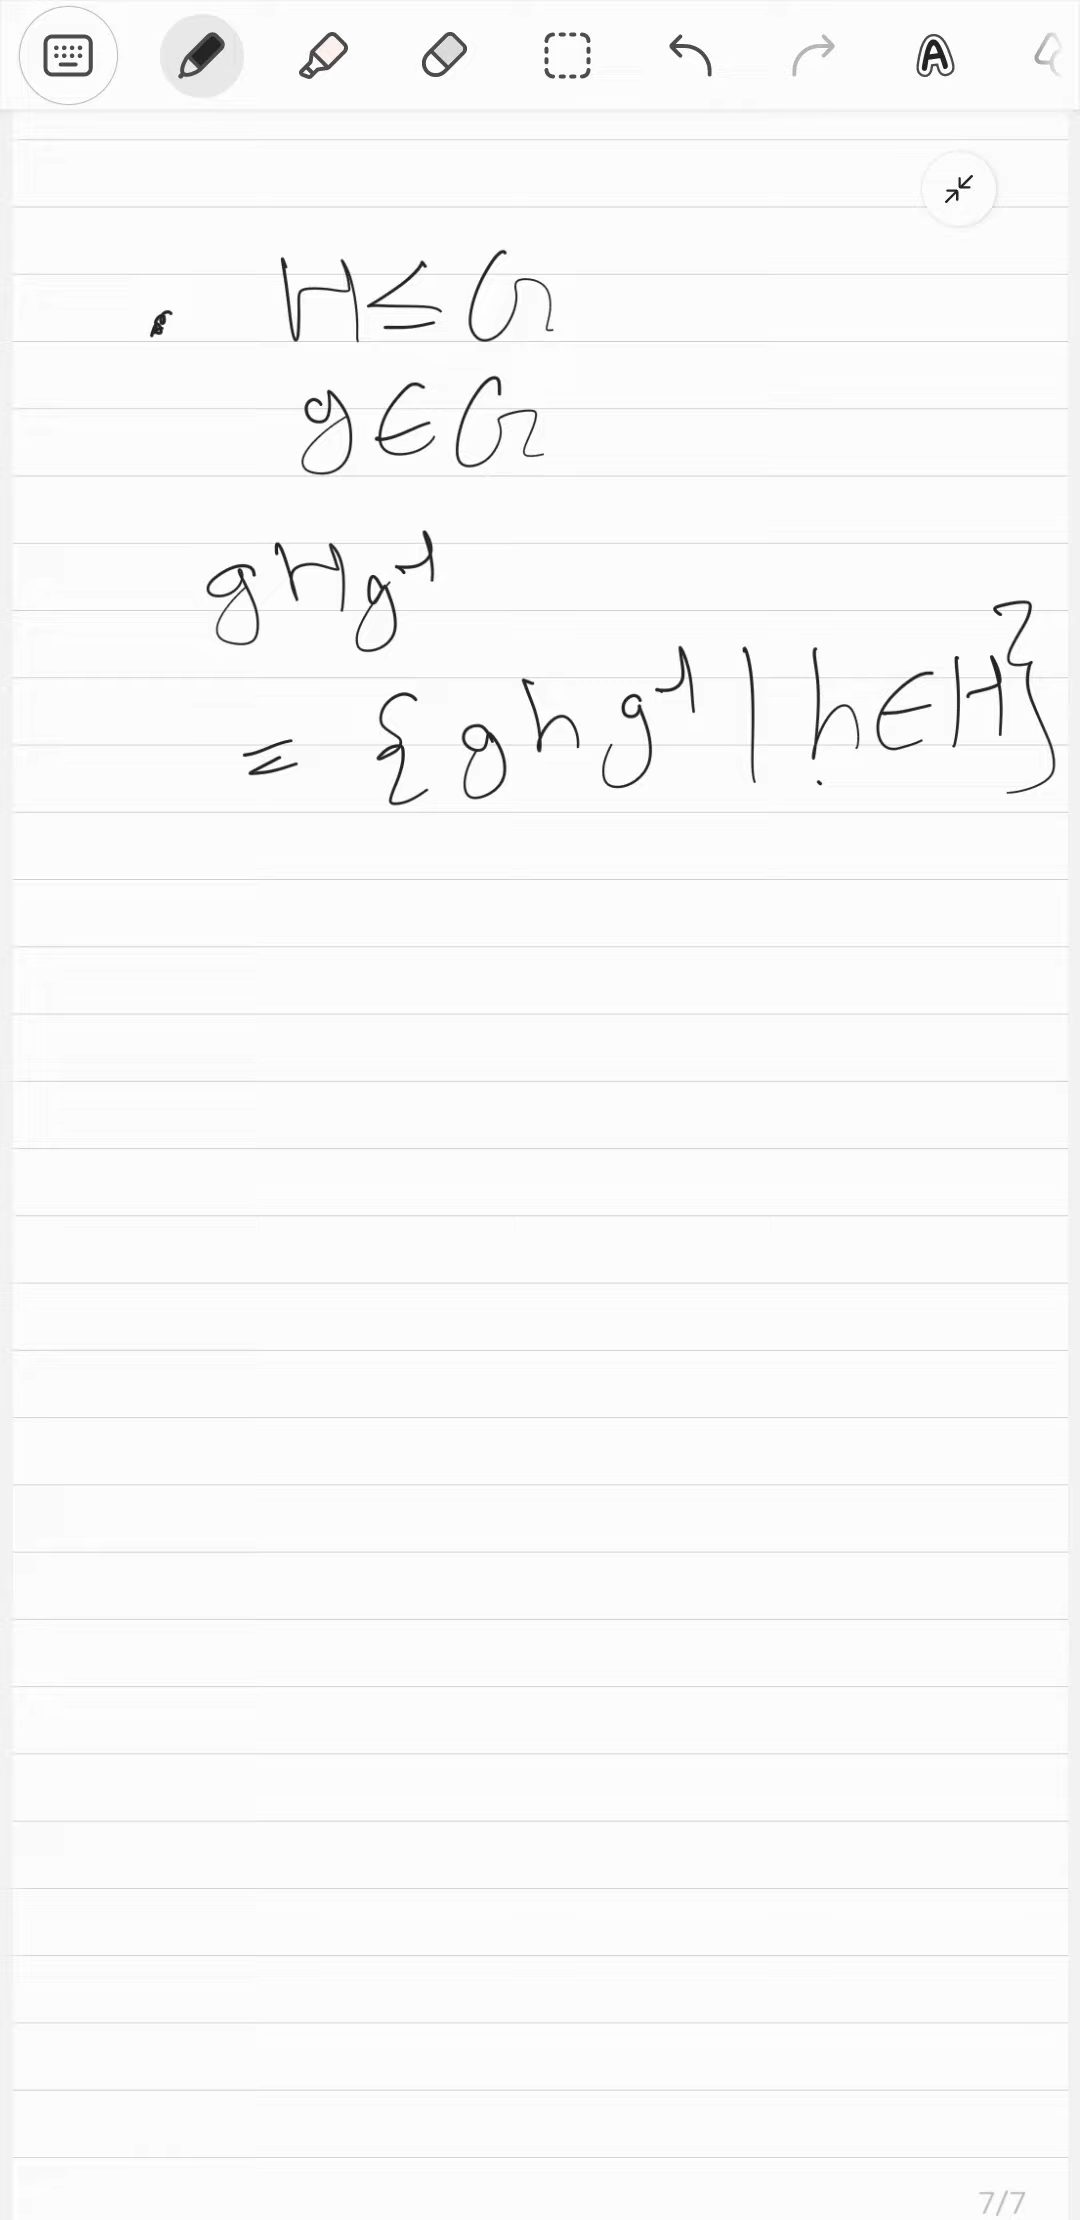 H ≤ G
g ∈ G
gHg⁻¹
= {ghg⁻¹ | h ∈ H}
7/7